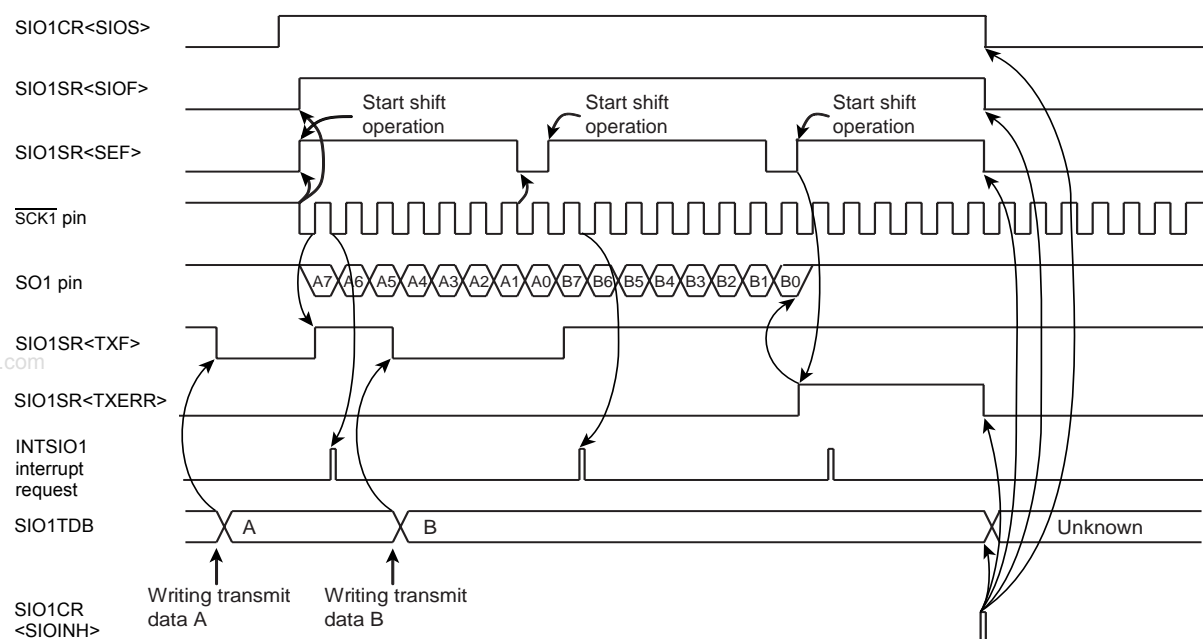 SIO1CR<SIOS>
SIO1SR<SIOF>
Start shift
operation
Start shift
operation
Start shift
operation
SIO1SR<SEF>
SCK1 pin
SO1 pin
A7 A6 A5 A4 A3 A2 A1 A0 B7 B6 B5 B4 B3 B2 B1 B0
SIO1SR<TXF>
.com
SIO1SR<TXERR>
INTSIO1
interrupt
request
SIO1TDB
A
B
Unknown
Writing transmit
data A
Writing transmit
data B
SIO1CR
<SIOINH>